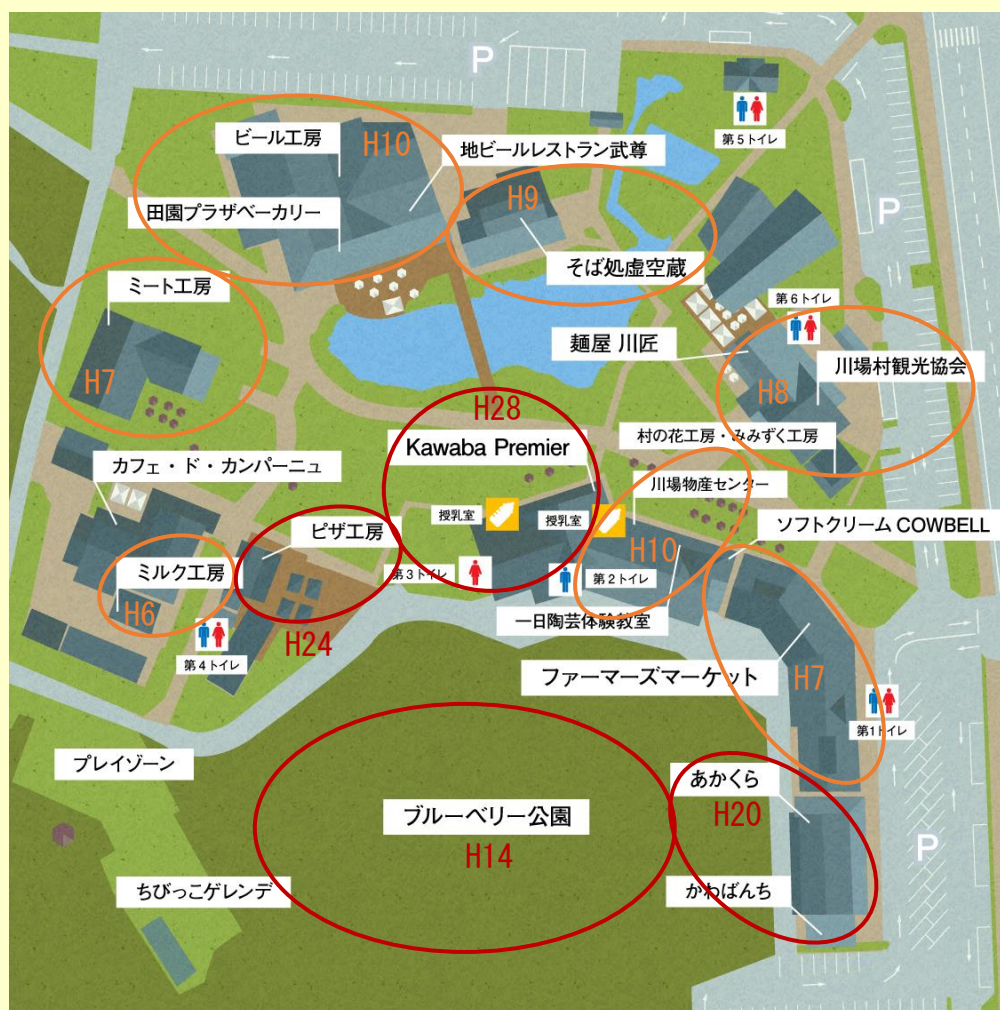 P
ビール工房
H10
地ビールレストラン武尊
第5トイレ
田園プラザベーカリー
H9
P
そば処虚空蔵
ミート工房
第6トイレ
麺屋 川匠
川場村観光協会
H7
H8
H28
村の花工房・みみずく工房
Kawaba Premier
カフェ・ド・カンパーニュ
川場物産センター
授乳室
授乳室
ソフトクリーム COWBELL
ピザ工房
H10
第3トイレ
第2トイレ
ミルク工房
H6
一日陶芸体験教室
H24
第4トイレ
ファーマーズマーケット
H7
第1トイレ
プレイゾーン
あかくら
ブルーベリー公園
H20
H14
P
ちびっこゲレンデ
かわばんち